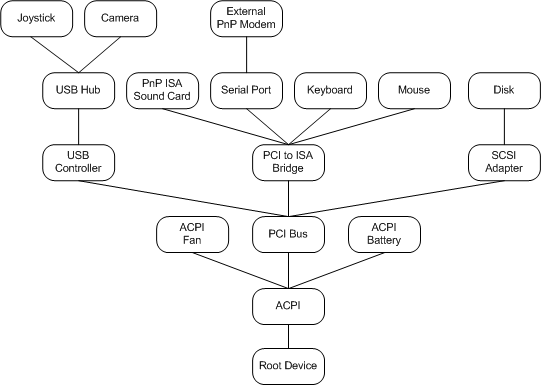 Joystick
Camera
External
PnP Modem
USB Hub
PnP ISA
Sound Card
Serial Port
Keyboard
Mouse
Disk
USB
Controller
PCI to ISA
Bridge
SCSI
Adapter
ACPI
Fan
PCI Bus
ACPI
Battery
ACPI
Root Device